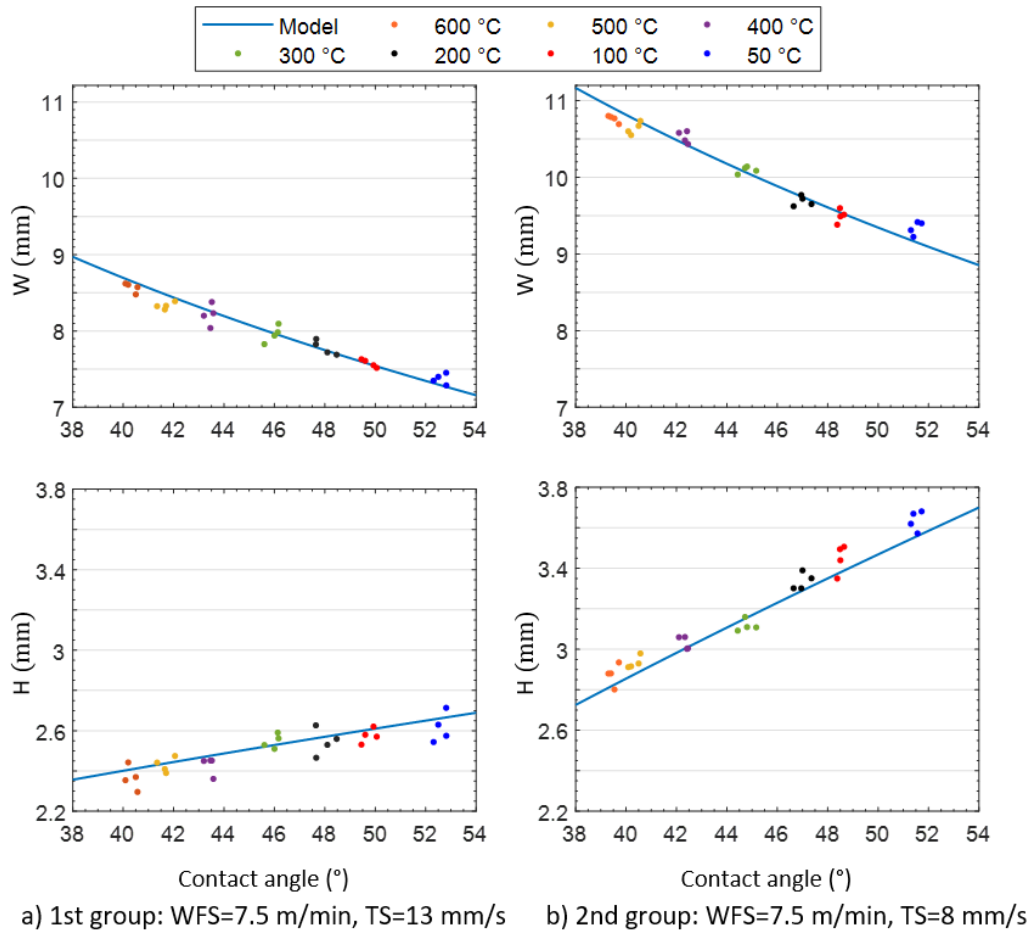 Model 600 °C 500 °C 400 °C
300 °C 200 °C 100 °C 50 °C
11
10
9
8
7
W (mm)
38 40 42 44 46 48 50 52 54
11
10
9
8
7
W (mm)
38 40 42 44 46 48 50 52 54
3.8
3.4
3
2.6
2.2
H (mm)
38 40 42 44 46 48 50 52 54
Contact angle (°)
3.8
3.4
3
2.6
2.2
H (mm)
38 40 42 44 46 48 50 52 54
Contact angle (°)
a) 1st group: WFS=7.5 m/min, TS=13 mm/s
b) 2nd group: WFS=7.5 m/min, TS=8 mm/s